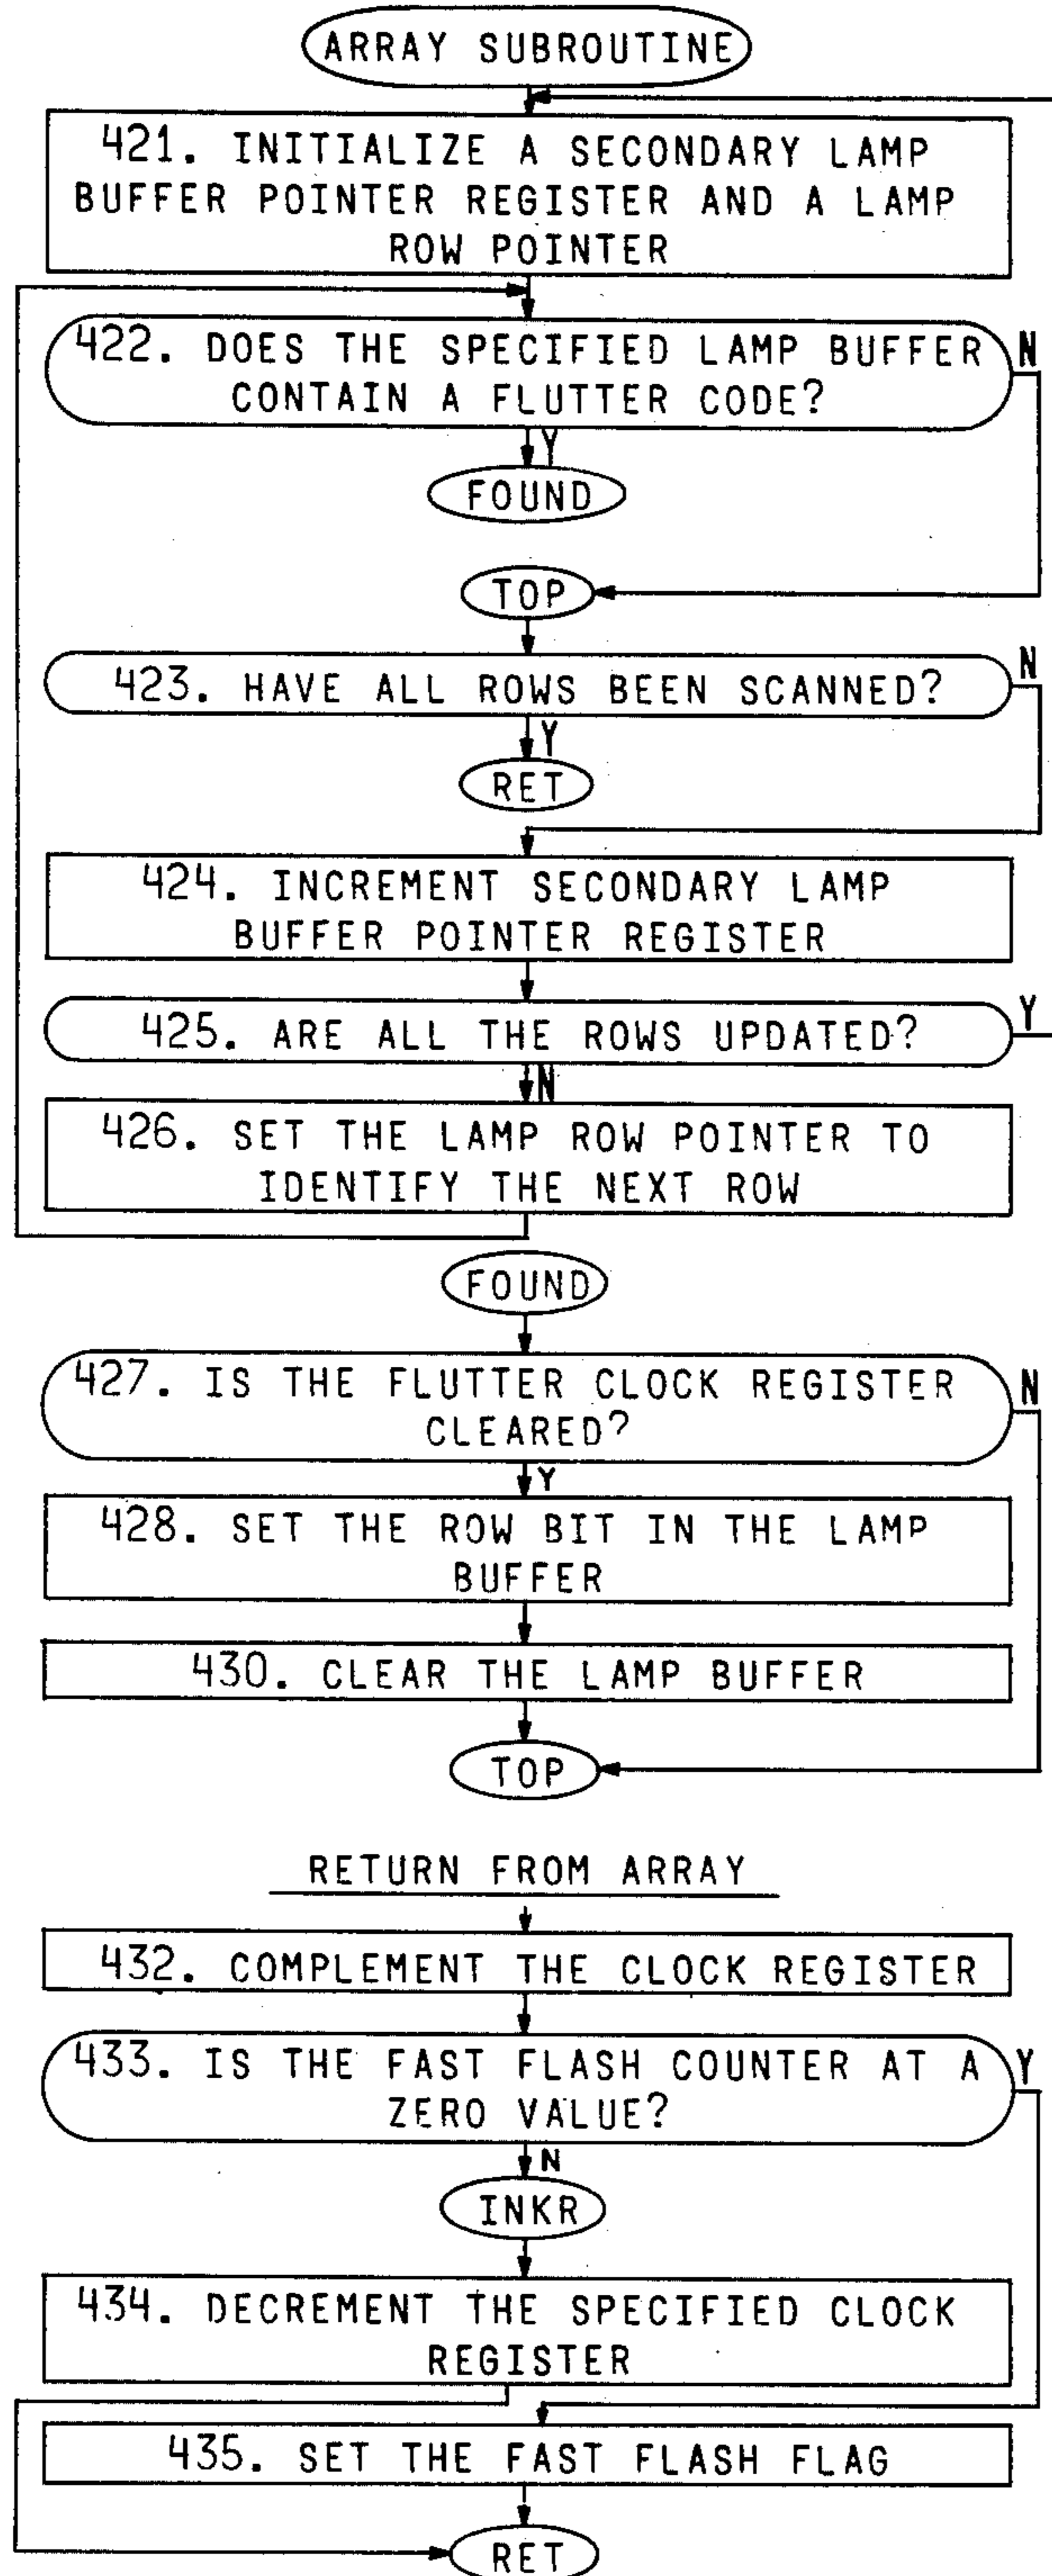 ARRAY SUBROUTINE
421. INITIALIZE A SECONDARY LAMP
BUFFER POINTER REGISTER AND A LAMP
ROW POINTER
422. DOES THE SPECIFIED LAMP BUFFER
CONTAIN A FLUTTER CODE?
N
Y
FOUND
TOP
423. HAVE ALL ROWS BEEN SCANNED?
N
Y
RET
424. INCREMENT SECONDARY LAMP
BUFFER POINTER REGISTER
425. ARE ALL THE ROWS UPDATED?
Y
N
426. SET THE LAMP ROW POINTER TO
IDENTIFY THE NEXT ROW
FOUND
427. IS THE FLUTTER CLOCK REGISTER
CLEARED?
N
Y
428. SET THE ROW BIT IN THE LAMP
BUFFER
430. CLEAR THE LAMP BUFFER
TOP
RETURN FROM ARRAY
432. COMPLEMENT THE CLOCK REGISTER
433. IS THE FAST FLASH COUNTER AT A
ZERO VALUE?
Y
N
INKR
434. DECREMENT THE SPECIFIED CLOCK
REGISTER
435. SET THE FAST FLASH FLAG
RET